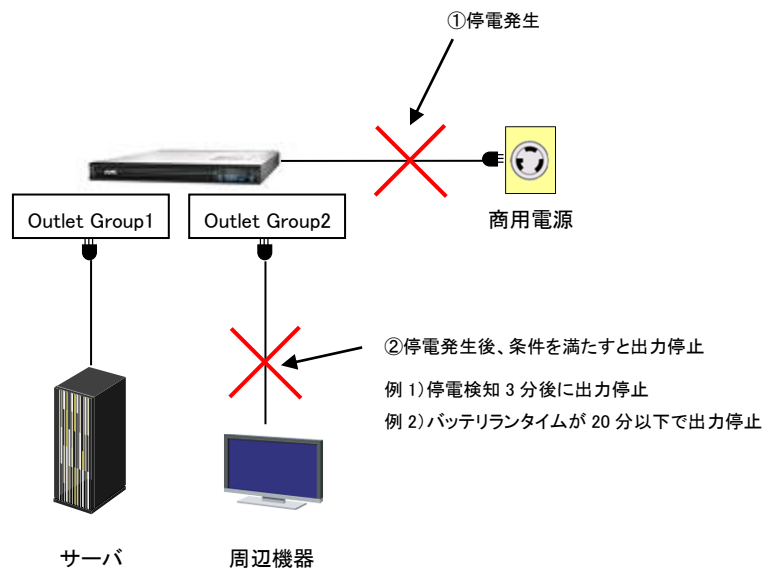 ①停電発生
Outlet Group1
Outlet Group2
商用電源
②停電発生後、条件を満たすと出力停止
例 1)停電検知 3 分後に出力停止
例 2)バッテリランタイムが 20 分以下で出力停止
サーバ
周辺機器